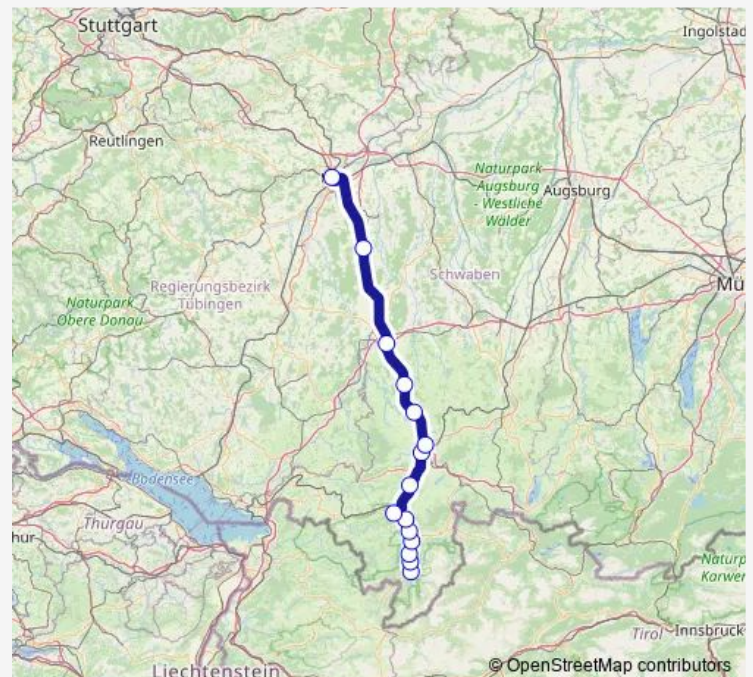 Stuttgart
Ingolstad
Reutlingen
Naturpark
Augsburg
- Westliche
Wälder
Augsburg
Schwaben
Regierungsbezirk
Tübingen
Mü
Naturpark
Obere Donau
Bodensee
Thurgau
hur
Naturp
Karwer
Tirol
Innsbruck
Liechtenstein
© OpenStreetMap contributors